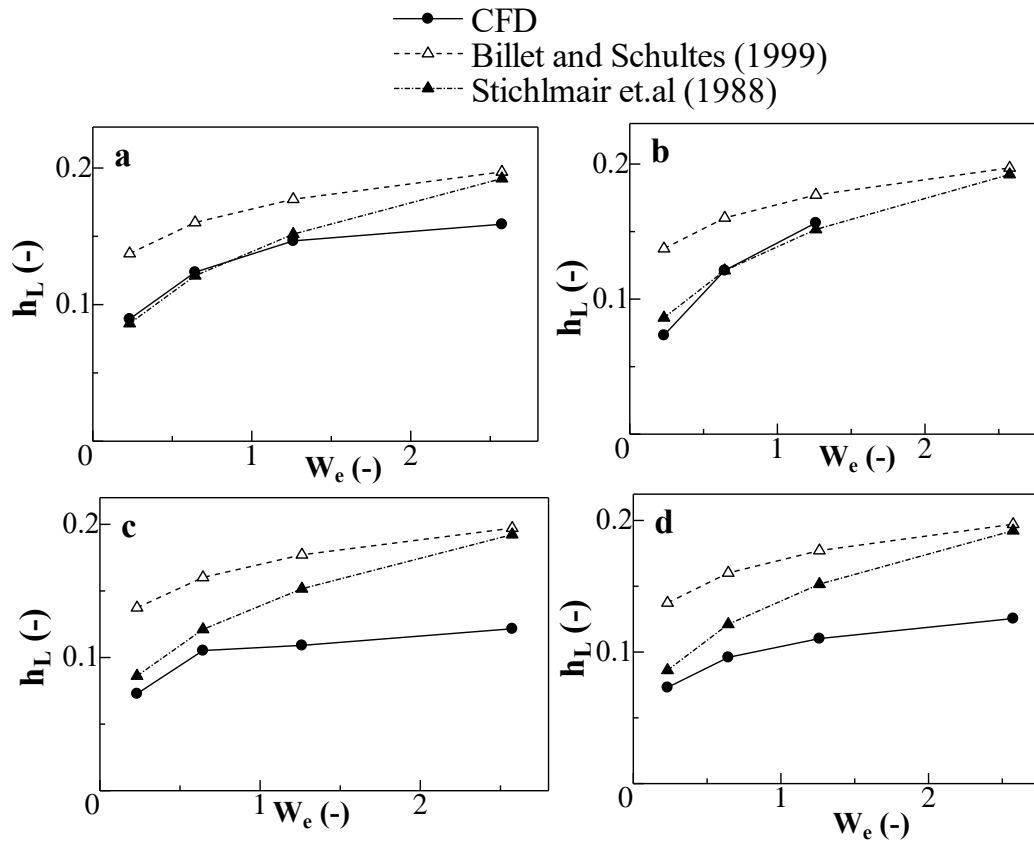 CFD
Billet and Schultes (1999)
Stichlmair et.al (1988)
a
0.2
0.1
0
1
2
h_L (-)
W_e (-)
b
0.2
0.1
0
1
2
h_L (-)
W_e (-)
c
0.2
0.1
0
1
2
h_L (-)
W_e (-)
d
0.2
0.1
0
1
2
h_L (-)
W_e (-)